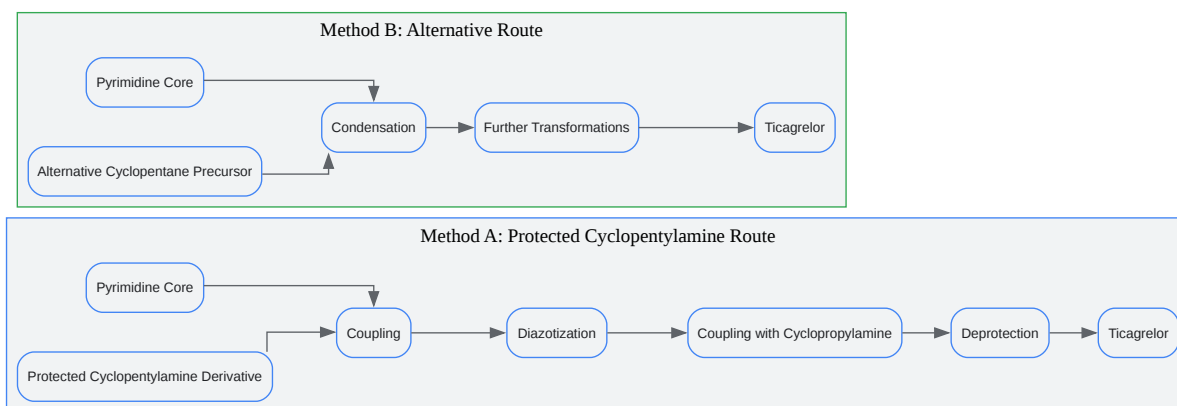 Method B: Alternative Route
Pyrimidine Core
Condensation
Further Transformations
Ticagrelor
Alternative Cyclopentane Precursor
Method A: Protected Cyclopentylamine Route
Pyrimidine Core
Coupling
Diazotization
Coupling with Cyclopropylamine
Deprotection
Ticagrelor
Protected Cyclopentylamine Derivative